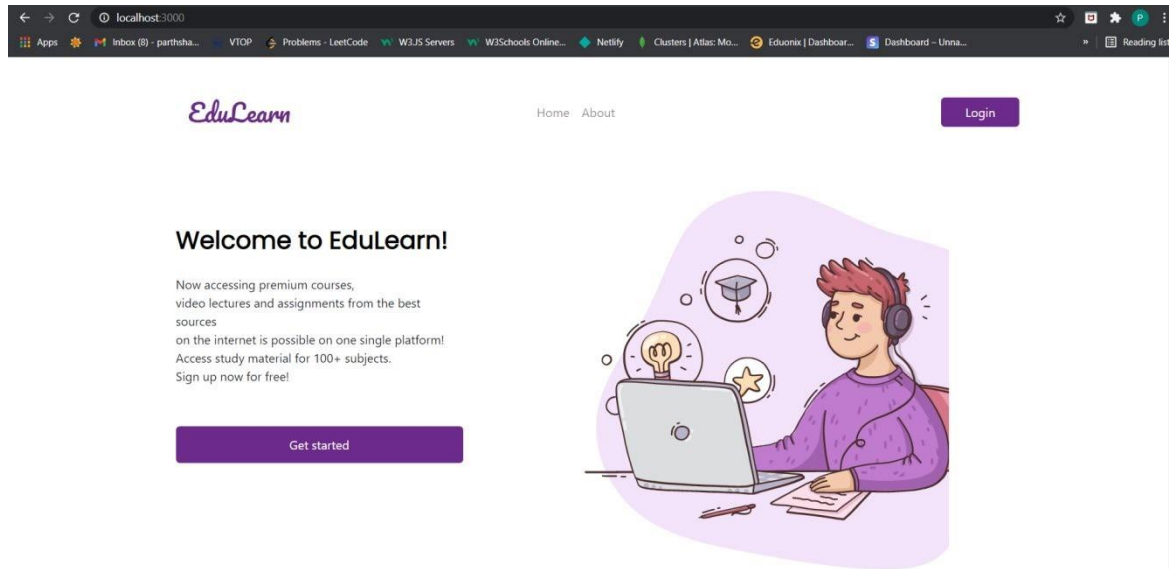 localhost:3000
Apps Inbox (8) - parthsha... VTOP Problems - LeetCode W3.JS Servers W3Schools Online... Netlify Clusters | Atlas: Mo... Eduonix | Dashboar... Dashboard – Unna... » Reading list
EduLearn Home About Login
Welcome to EduLearn!
Now accessing premium courses,
video lectures and assignments from the best
sources
on the internet is possible on one single platform!
Access study material for 100+ subjects.
Sign up now for free!
Get started